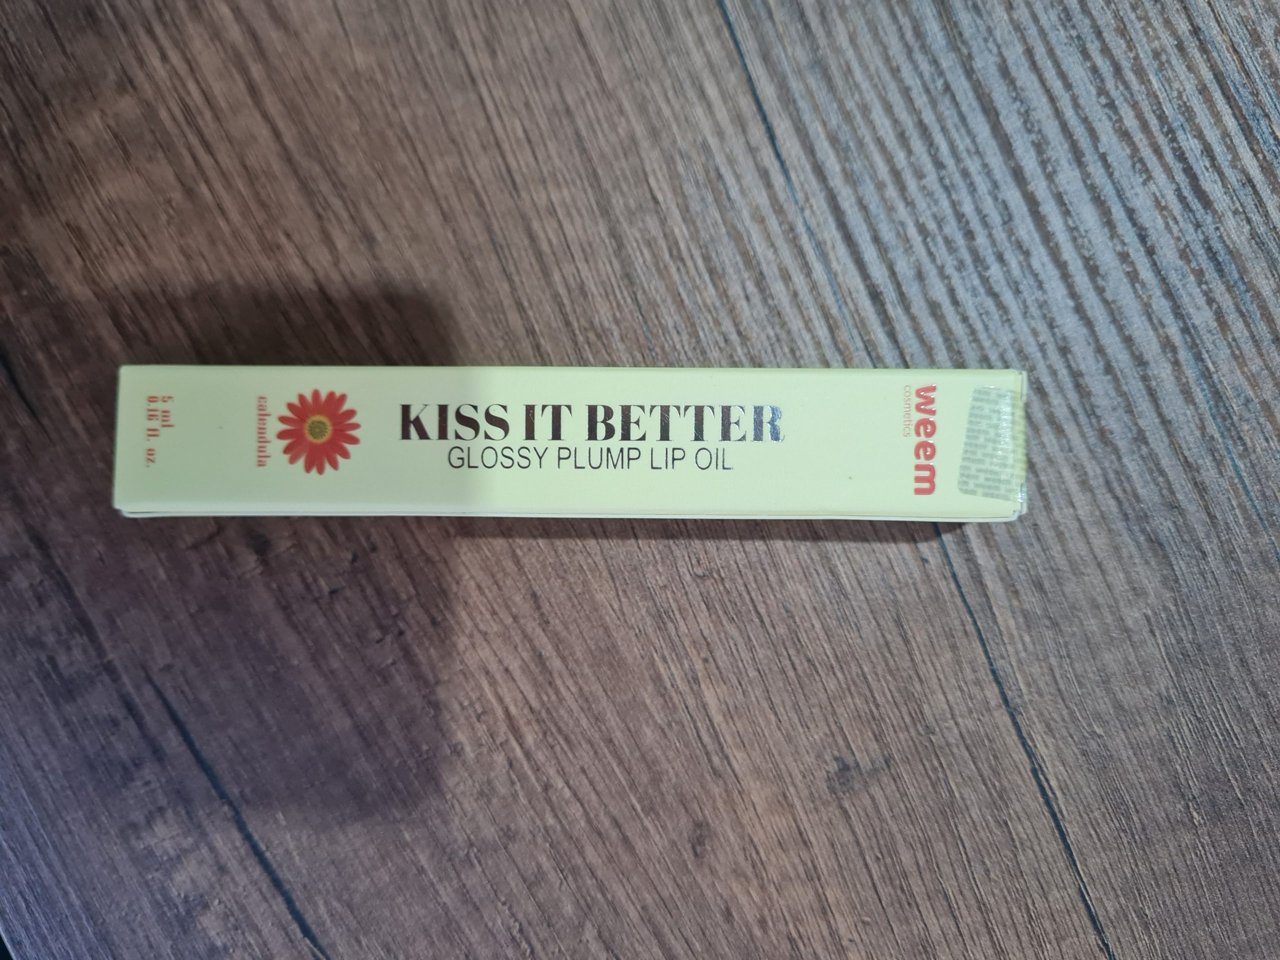 KISS IT BETTER
GLOSSY PLUMP LIP OIL
weem
cosmetics
calendula
5 ml
0.16 fl. oz.